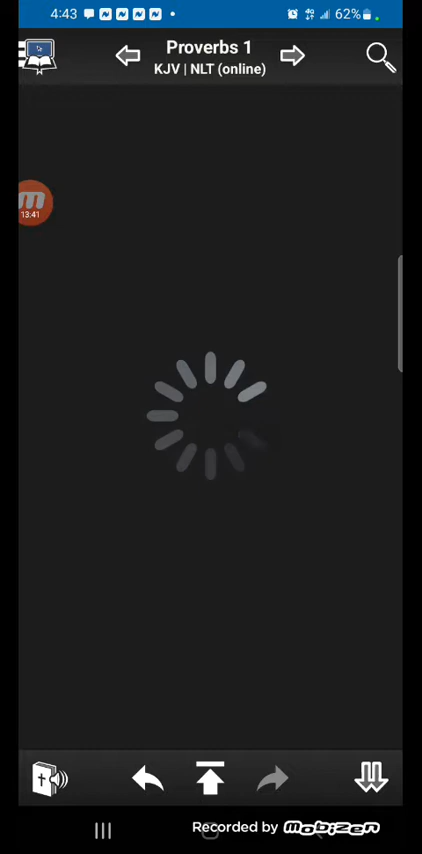 4:43 62%
Proverbs 1
KJV | NLT (online)
13:41
Recorded by Mobizen